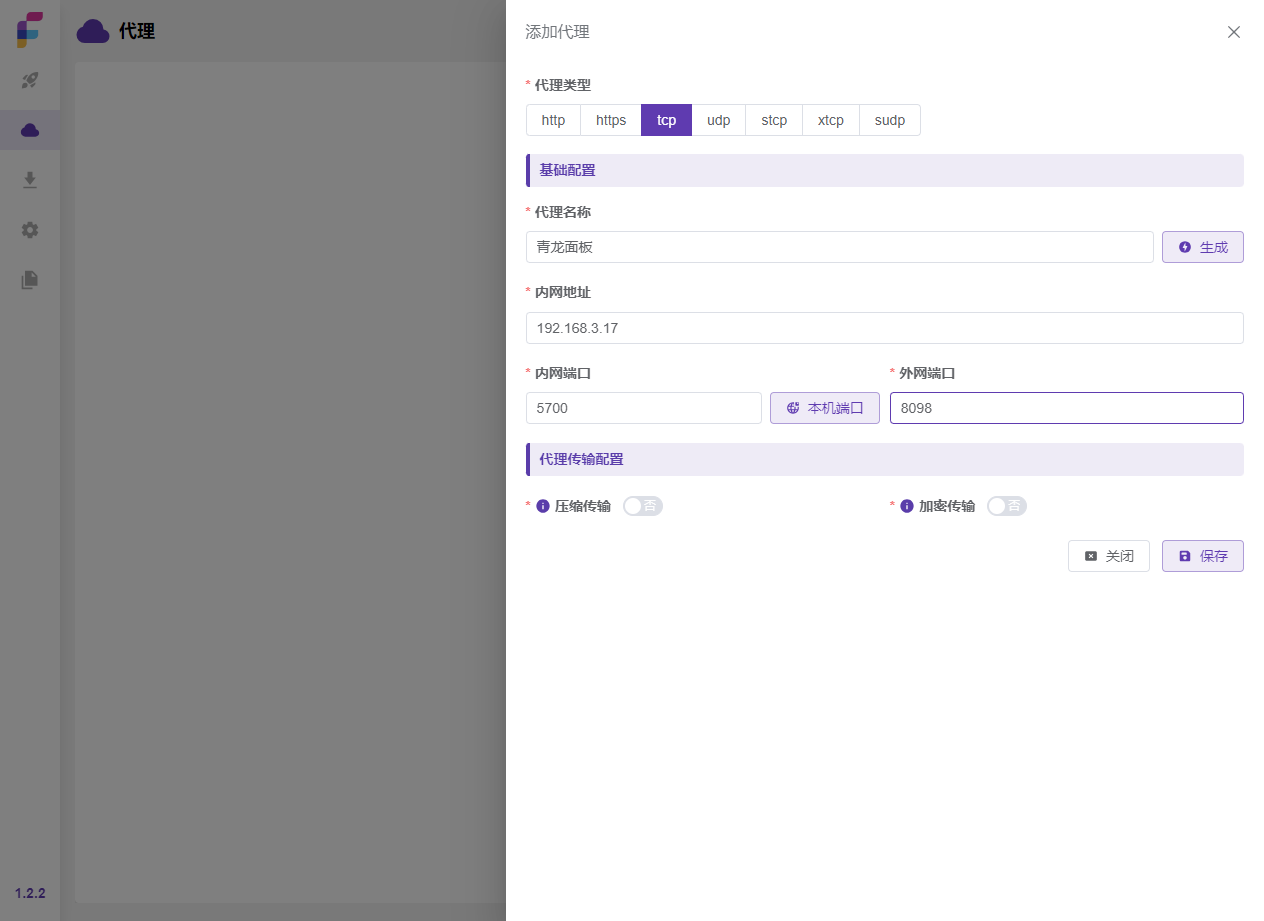 代理
添加代理
* 代理类型
http https tcp udp stcp xtcp sudp
基础配置
* 代理名称
青龙面板 生成
* 内网地址
192.168.3.17
* 内网端口 * 外网端口
5700 本机端口 8098
代理传输配置
* 压缩传输 否 * 加密传输 否
关闭 保存
1.2.2